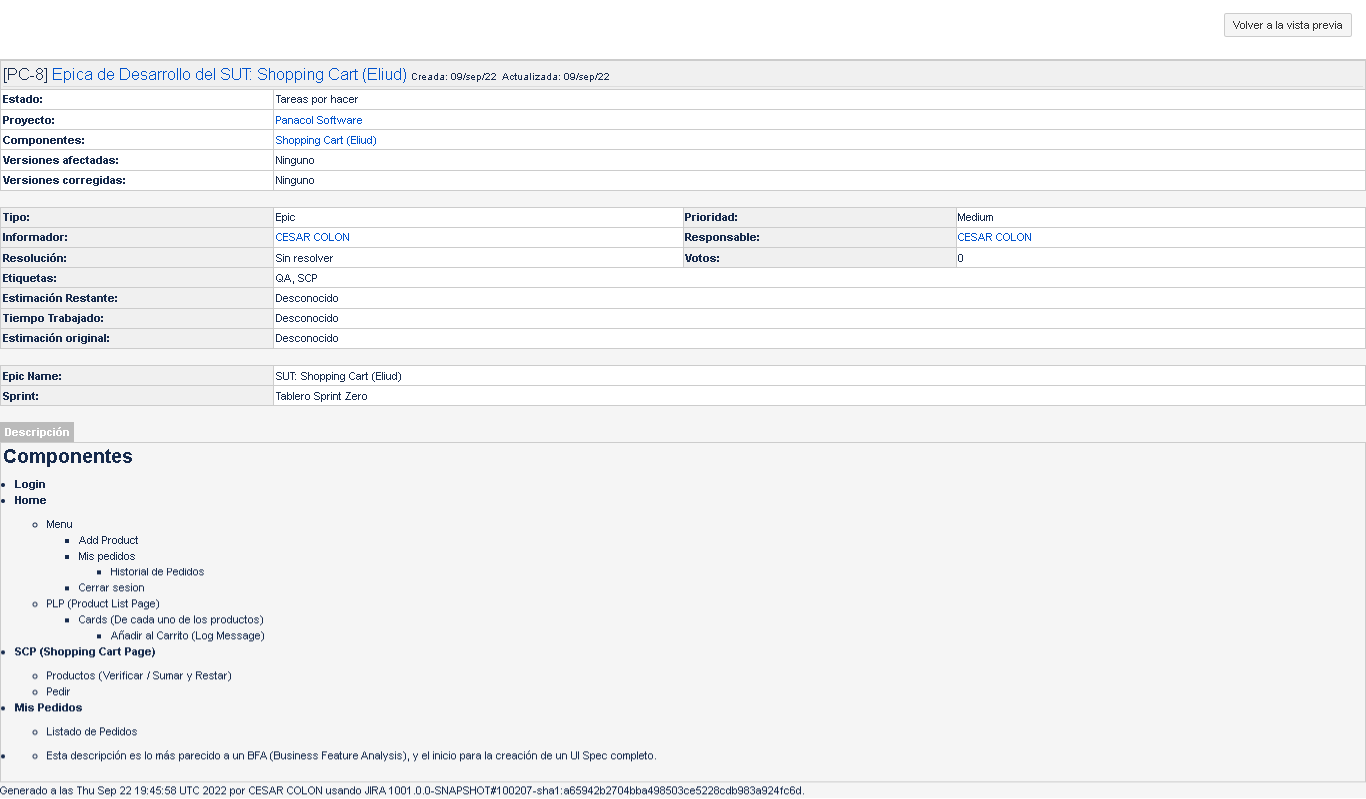 Volver a la vista previa
[PC-8] Epica de Desarrollo del SUT: Shopping Cart (Eliud) Creada: 09/sep/22 Actualizada: 09/sep/22
Estado: Tareas por hacer
Proyecto: Panacol Software
Componentes: Shopping Cart (Eliud)
Versiones afectadas: Ninguno
Versiones corregidas: Ninguno
Tipo: Epic Prioridad: Medium
Informador: CESAR COLON Responsable: CESAR COLON
Resolución: Sin resolver Votos: 0
Etiquetas: QA, SCP
Estimación Restante: Desconocido
Tiempo Trabajado: Desconocido
Estimación original: Desconocido
Epic Name: SUT: Shopping Cart (Eliud)
Sprint: Tablero Sprint Zero
Descripción
Componentes
Login
Home
Menu
Add Product
Mis pedidos
Historial de Pedidos
Cerrar sesion
PLP (Product List Page)
Cards (De cada uno de los productos)
Añadir al Carrito (Log Message)
SCP (Shopping Cart Page)
Productos (Verificar / Sumar y Restar)
Pedir
Mis Pedidos
Listado de Pedidos
Esta descripción es lo más parecido a un BFA (Business Feature Analysis), y el inicio para la creación de un UI Spec completo.
Generado a las Thu Sep 22 19:45:58 UTC 2022 por CESAR COLON usando JIRA 1001.0.0-SNAPSHOT#100207-sha1:a65942b2704bba498503ce5228cdb983a924fc6d.